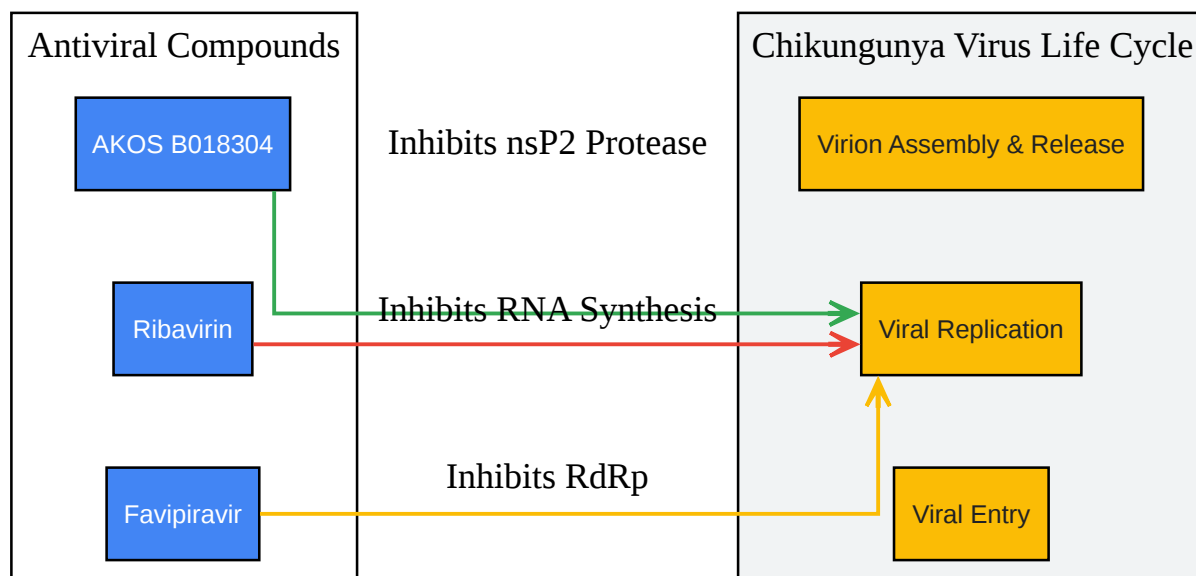 Antiviral Compounds
Chikungunya Virus Life Cycle
AKOS B018304
Inhibits nsP2 Protease
Virion Assembly & Release
Ribavirin
Inhibits RNA Synthesis
Viral Replication
Favipiravir
Inhibits RdRp
Viral Entry